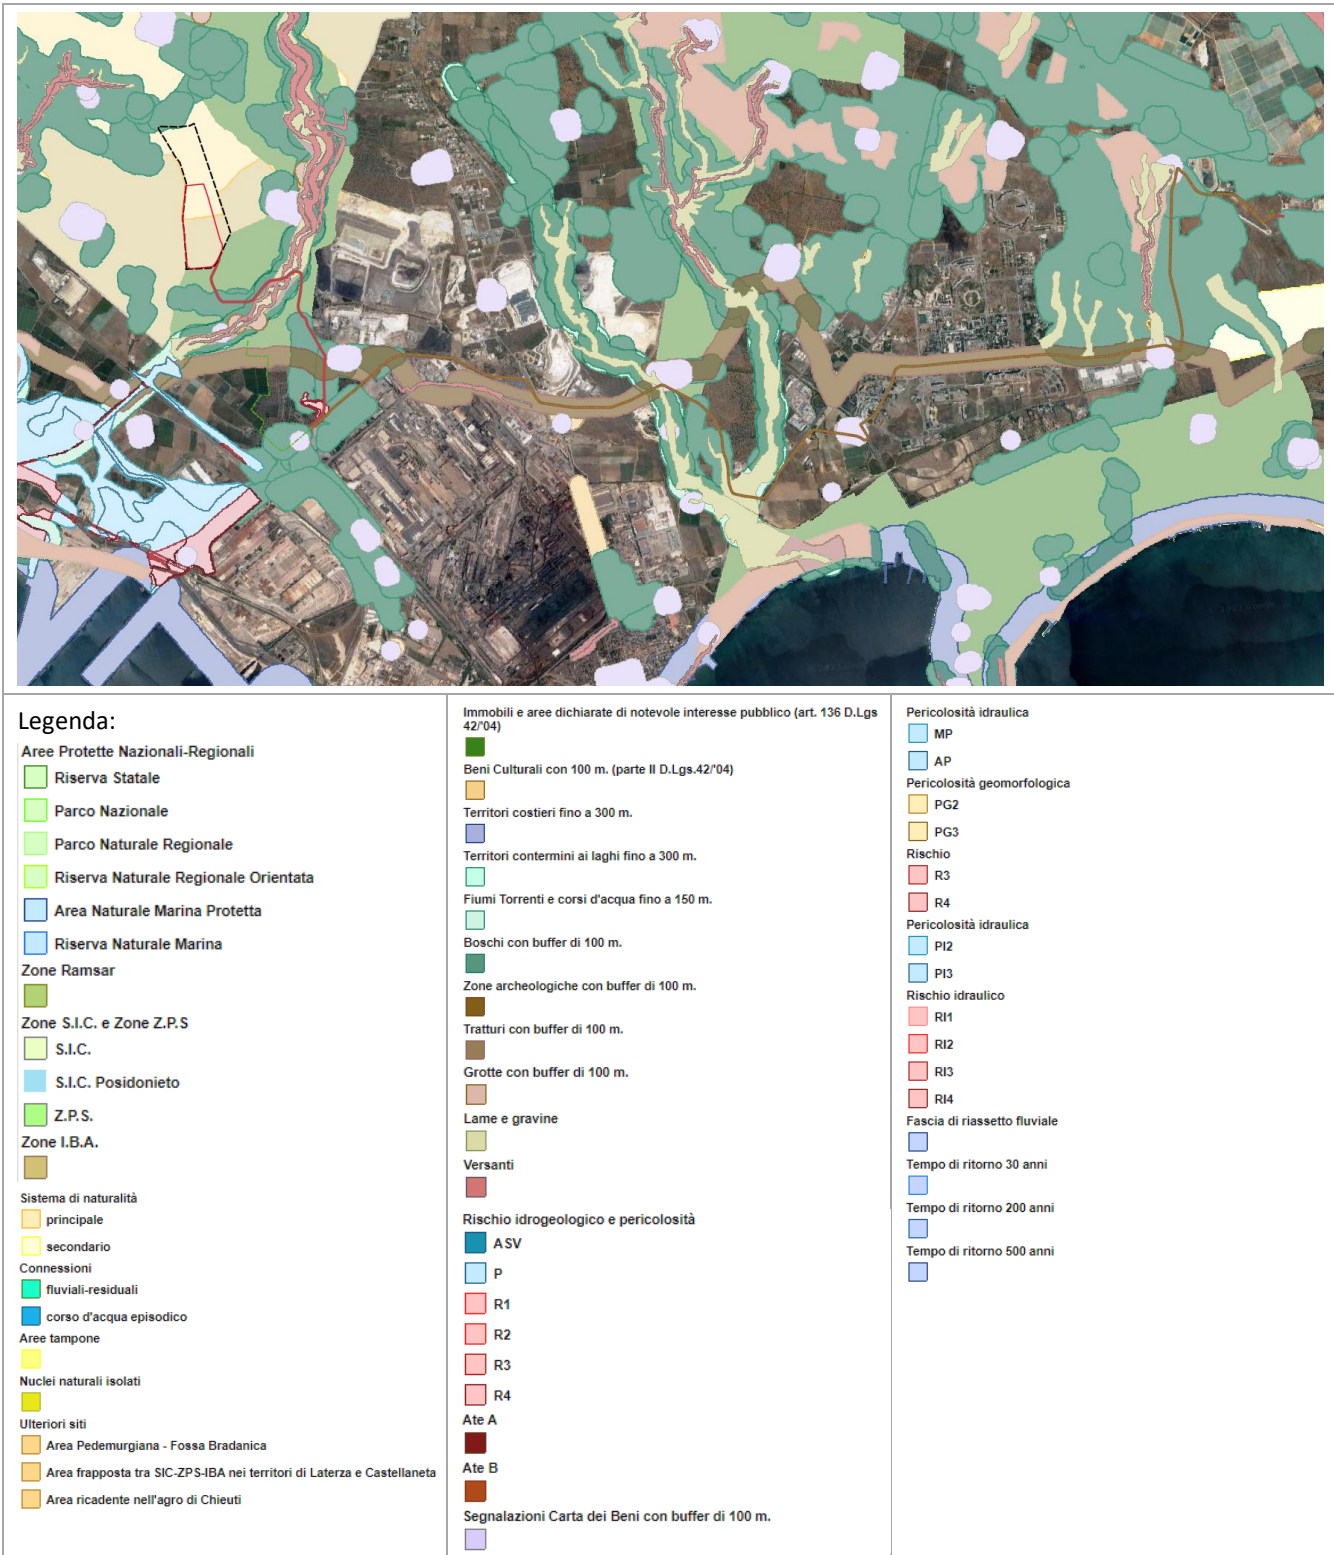 Legenda:
Aree Protette Nazionali-Regionali
Riserva Statale
Parco Nazionale
Parco Naturale Regionale
Riserva Naturale Regionale Orientata
Area Naturale Marina Protetta
Riserva Naturale Marina
Zone Ramsar
Zone S.I.C. e Zone Z.P.S
S.I.C.
S.I.C. Posidonieto
Z.P.S.
Zone I.B.A.
Sistema di naturalità
principale
secondario
Connessioni
fluviali-residuali
corso d'acqua episodico
Aree tampone
Nuclei naturali isolati
Ulteriori siti
Area Pedemurgiana - Fossa Bradanica
Area frapposta tra SIC-ZPS-IBA nei territori di Laterza e Castellaneta
Area ricadente nell'agro di Chieuti
Immobili e aree dichiarate di notevole interesse pubblico (art. 136 D.Lgs
42/'04)
Beni Culturali con 100 m. (parte II D.Lgs.42/'04)
Territori costieri fino a 300 m.
Territori contermini ai laghi fino a 300 m.
Fiumi Torrenti e corsi d'acqua fino a 150 m.
Boschi con buffer di 100 m.
Zone archeologiche con buffer di 100 m.
Tratturi con buffer di 100 m.
Grotte con buffer di 100 m.
Lame e gravine
Versanti
Rischio idrogeologico e pericolosità
ASV
P
R1
R2
R3
R4
Ate A
Ate B
Segnalazioni Carta dei Beni con buffer di 100 m.
Pericolosità idraulica
MP
AP
Pericolosità geomorfologica
PG2
PG3
Rischio
R3
R4
Pericolosità idraulica
PI2
PI3
Rischio idraulico
RI1
RI2
RI3
RI4
Fascia di riassetto fluviale
Tempo di ritorno 30 anni
Tempo di ritorno 200 anni
Tempo di ritorno 500 anni